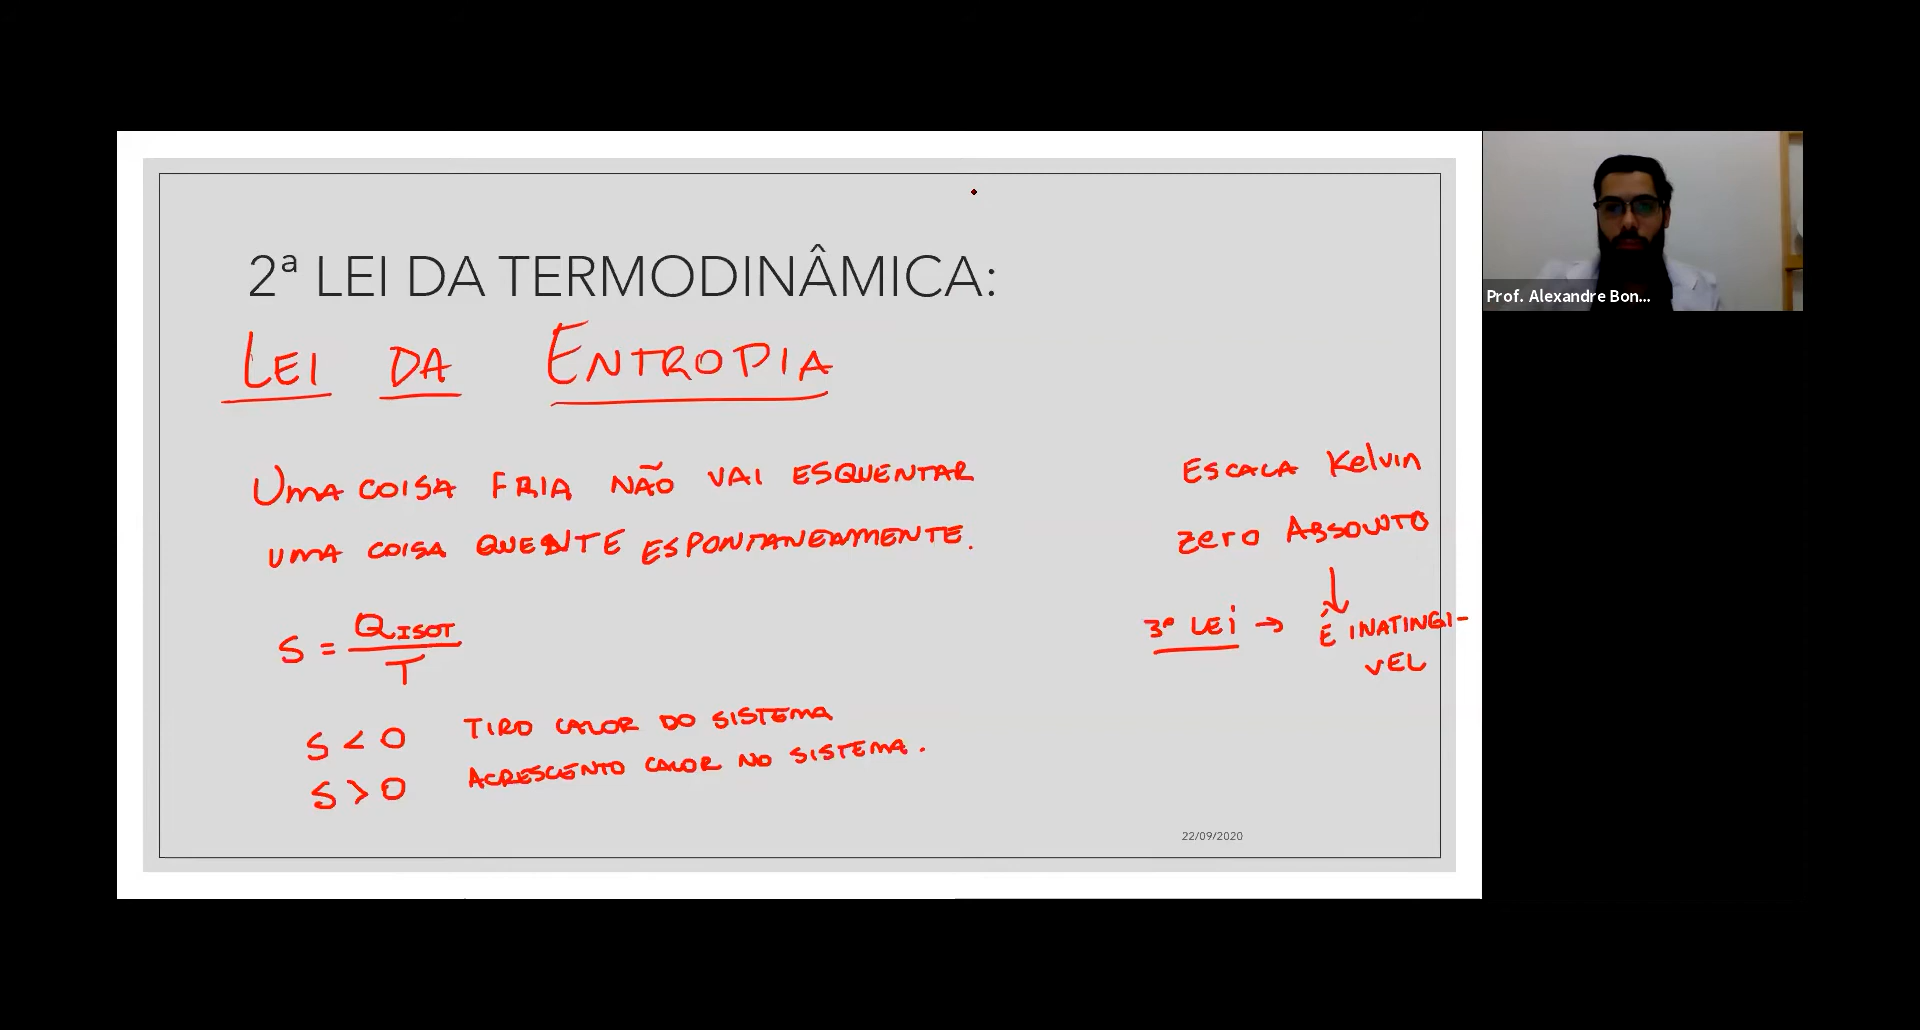 2ª LEI DA TERMODINÂMICA:
LEI DA ENTROPIA
UMA COISA FRIA NÃO VAI ESQUENTAR
UMA COISA QUENTE ESPONTANEAMENTE.
S = QISOT / T
S < 0 TIRO CALOR DO SISTEMA
S > 0 ACRESCENTO CALOR NO SISTEMA.
ESCALA Kelvin
zero ABSOLUTO
↓
3ª LEI → É INATINGI-
VEL
22/09/2020
Prof. Alexandre Bon...